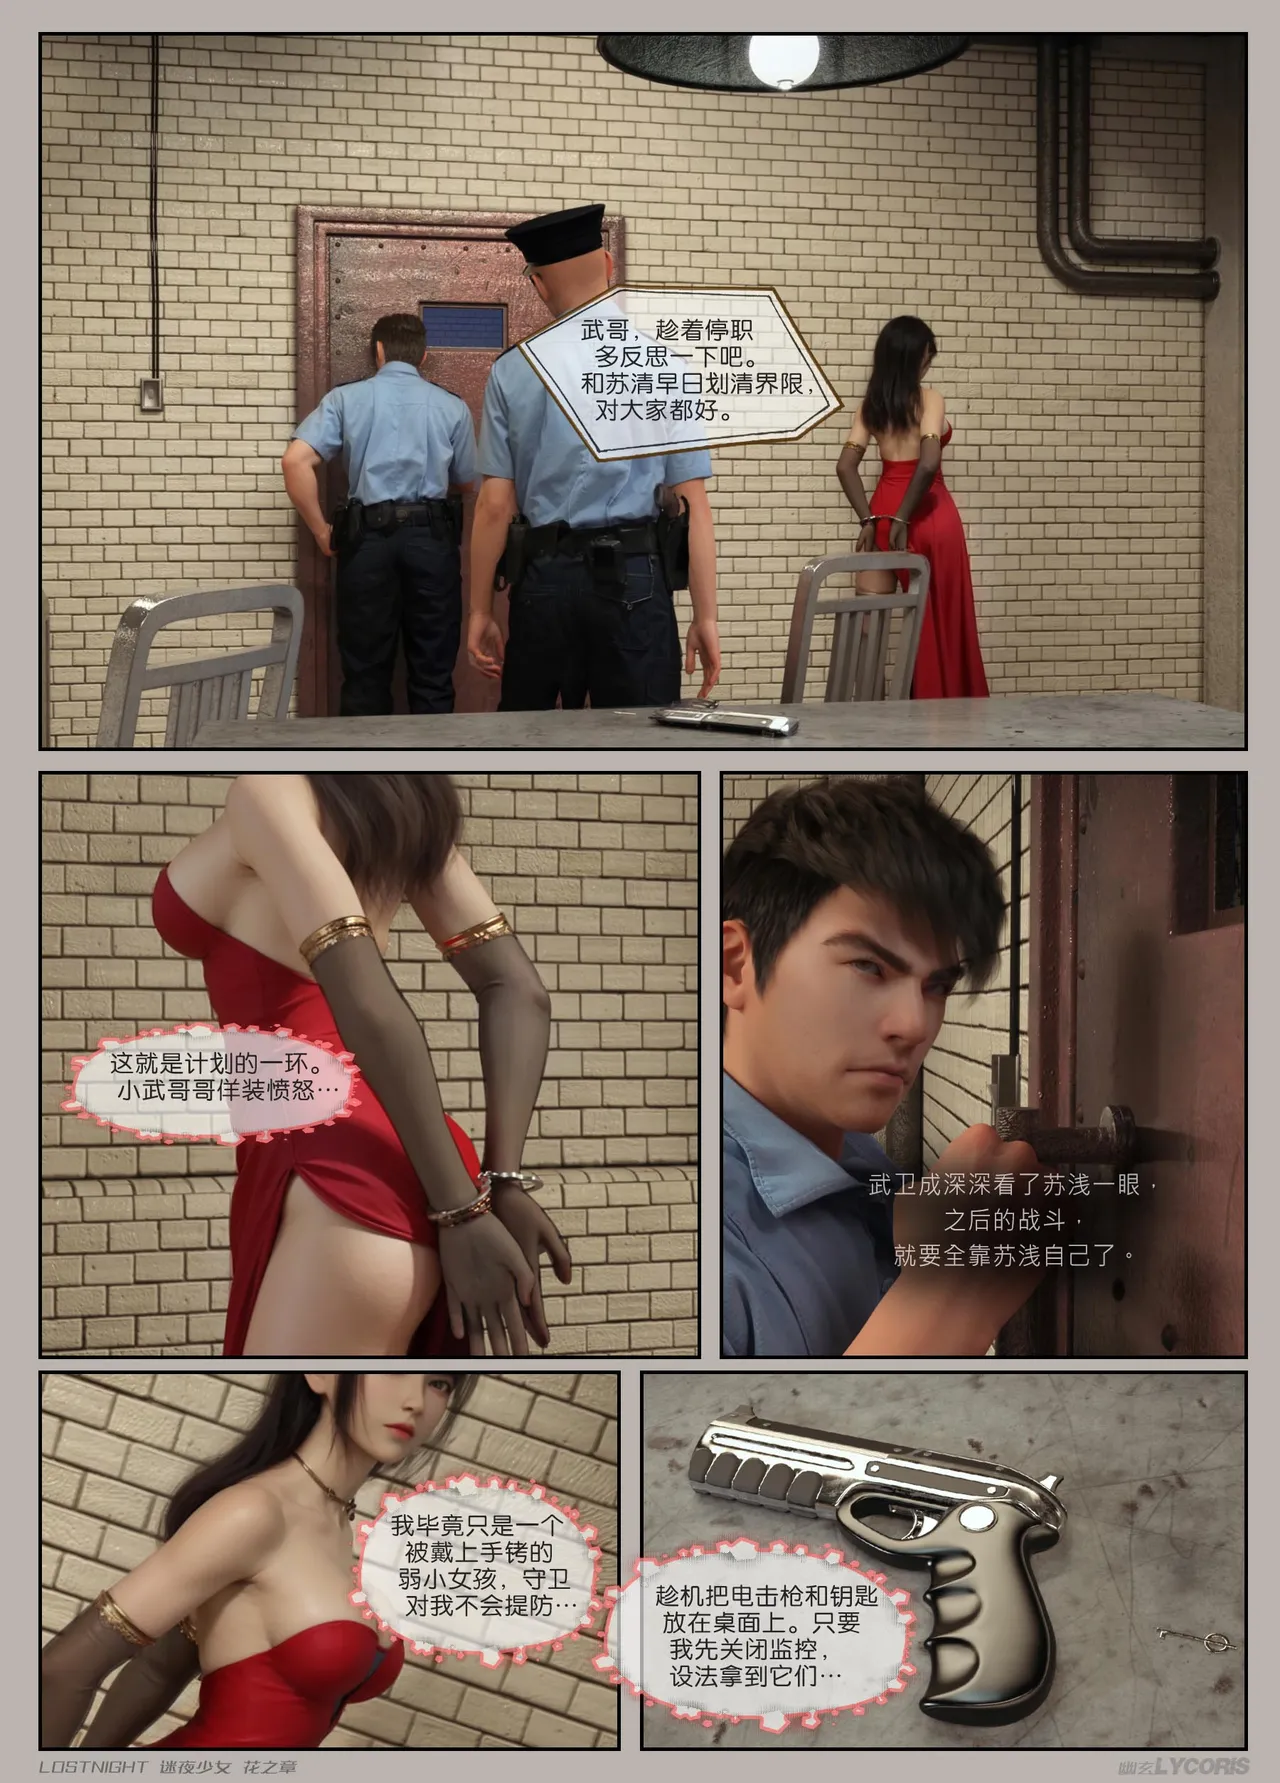 武哥，趁着停职
多反思一下吧。
和苏清早日划清界限，
对大家都好。
这就是计划的一环。
小武哥哥佯装愤怒…
武卫成深深看了苏浅一眼，
之后的战斗，
就要全靠苏浅自己了。
我毕竟只是一个
被戴上手铐的
弱小女孩，守卫
对我不会提防…
趁机把电击枪和钥匙
放在桌面上。只要
我先关闭监控，
设法拿到它们…
LOSTNIGHT 迷夜少女 花之章
幽玄LYCORIS